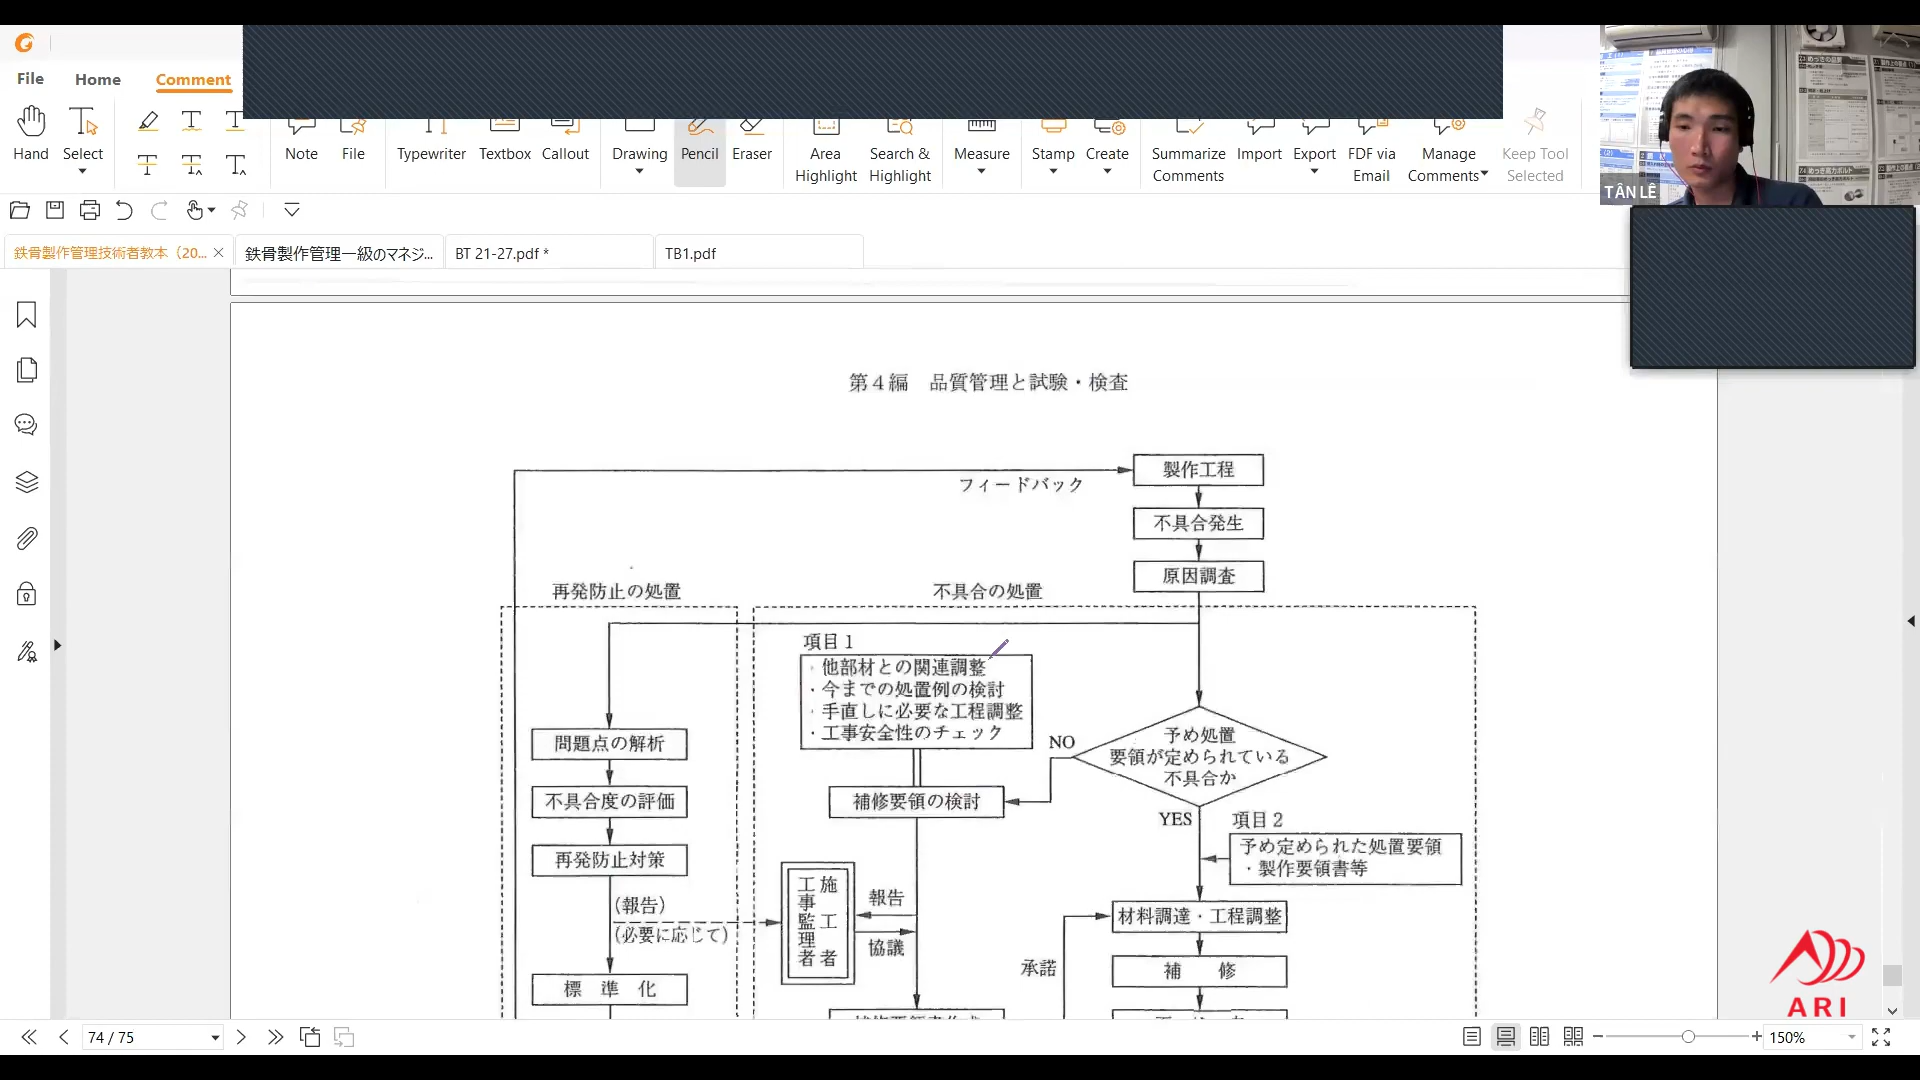 File Home Comment
Hand Select Note File Typewriter Textbox Callout Drawing Pencil Eraser Area Highlight Search & Highlight Measure Stamp Create Summarize Comments Import Export FDF via Email Manage Comments Keep Tool Selected
TÂN LÊ
鉄骨製作管理技術者教本（20... 鉄骨製作管理一級のマネジ... BT 21-27.pdf * TB1.pdf
第４編　品質管理と試験・検査
製作工程
フィードバック
不具合発生
原因調査
再発防止の処置
不具合の処置
項目１
・他部材との関連調整
・今までの処置例の検討
・手直しに必要な工程調整
・工事安全性のチェック
NO
予め処置
要領が定められている
不具合か
問題点の解析
補修要領の検討
不具合度の評価
YES
項目２
予め定められた処置要領
・製作要領書等
再発防止対策
(報告)
(必要に応じて)
施工者
工事監理者
報告
協議
材料調達・工程調整
承諾
補　修
標　準　化
ARI
74 / 75
150%